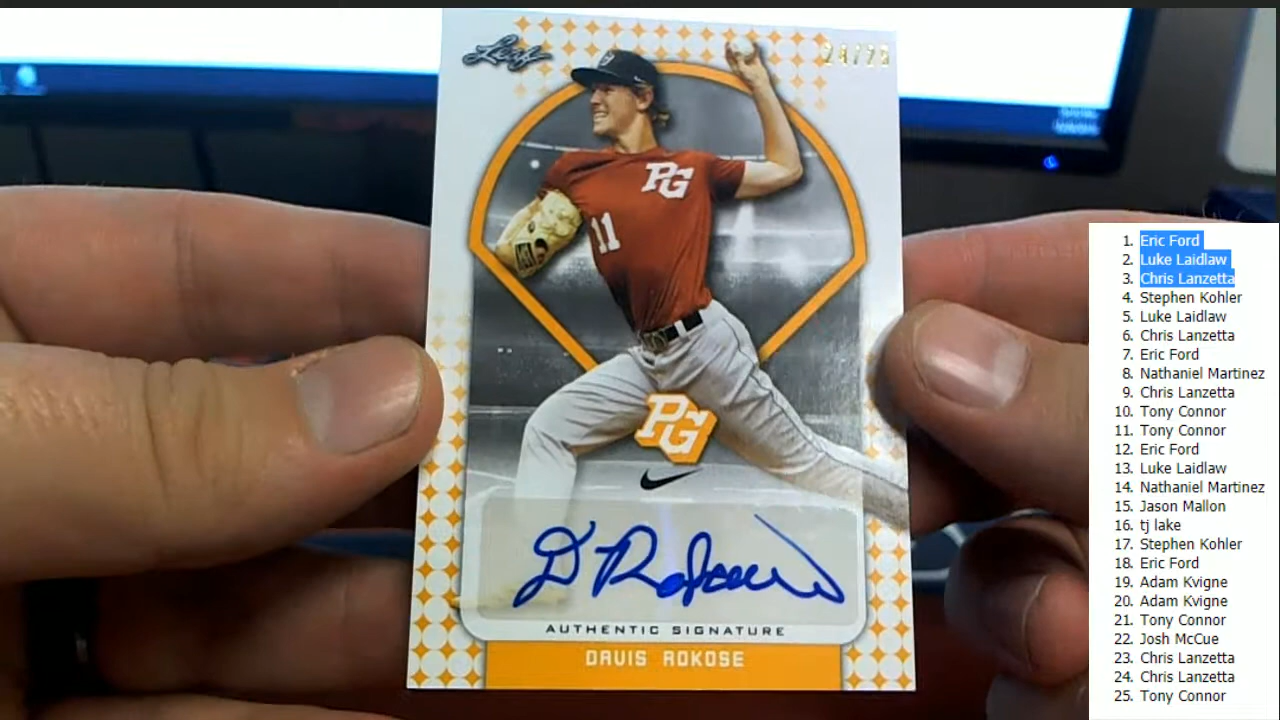 Leaf
24/25
PG
11
PG
D Rokose
AUTHENTIC SIGNATURE
DAVIS ROKOSE
1. Eric Ford
2. Luke Laidlaw
3. Chris Lanzetta
4. Stephen Kohler
5. Luke Laidlaw
6. Chris Lanzetta
7. Eric Ford
8. Nathaniel Martinez
9. Chris Lanzetta
10. Tony Connor
11. Tony Connor
12. Eric Ford
13. Luke Laidlaw
14. Nathaniel Martinez
15. Jason Mallon
16. tj lake
17. Stephen Kohler
18. Eric Ford
19. Adam Kvigne
20. Adam Kvigne
21. Tony Connor
22. Josh McCue
23. Chris Lanzetta
24. Chris Lanzetta
25. Tony Connor